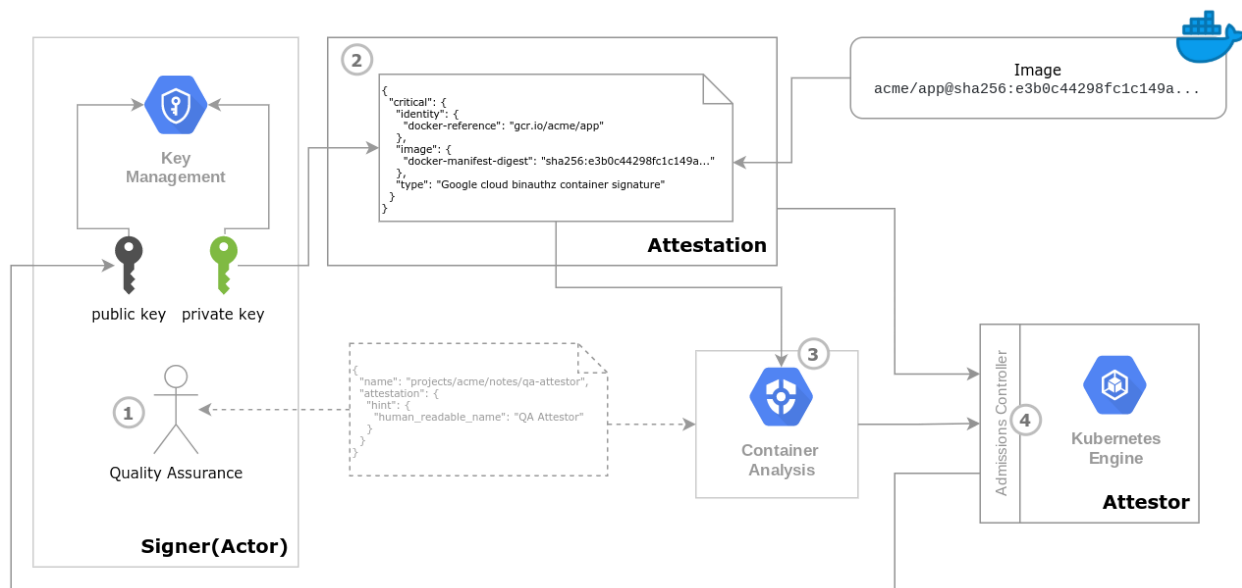 Key
Management
public key
private key
1
Quality Assurance
Signer(Actor)
2
{
"critical": {
"identity": {
"docker-reference": "gcr.io/acme/app"
},
"image": {
"docker-manifest-digest": "sha256:e3b0c44298fc1c149a..."
},
"type": "Google cloud binauthz container signature"
}
}
Attestation
Image
acme/app@sha256:e3b0c44298fc1c149a...
{
"name": "projects/acme/notes/qa-attestor",
"attestation": {
"hint": {
"human_readable_name": "QA Attestor"
}
}
}
3
Container
Analysis
Admissions Controller
4
Kubernetes
Engine
Attestor